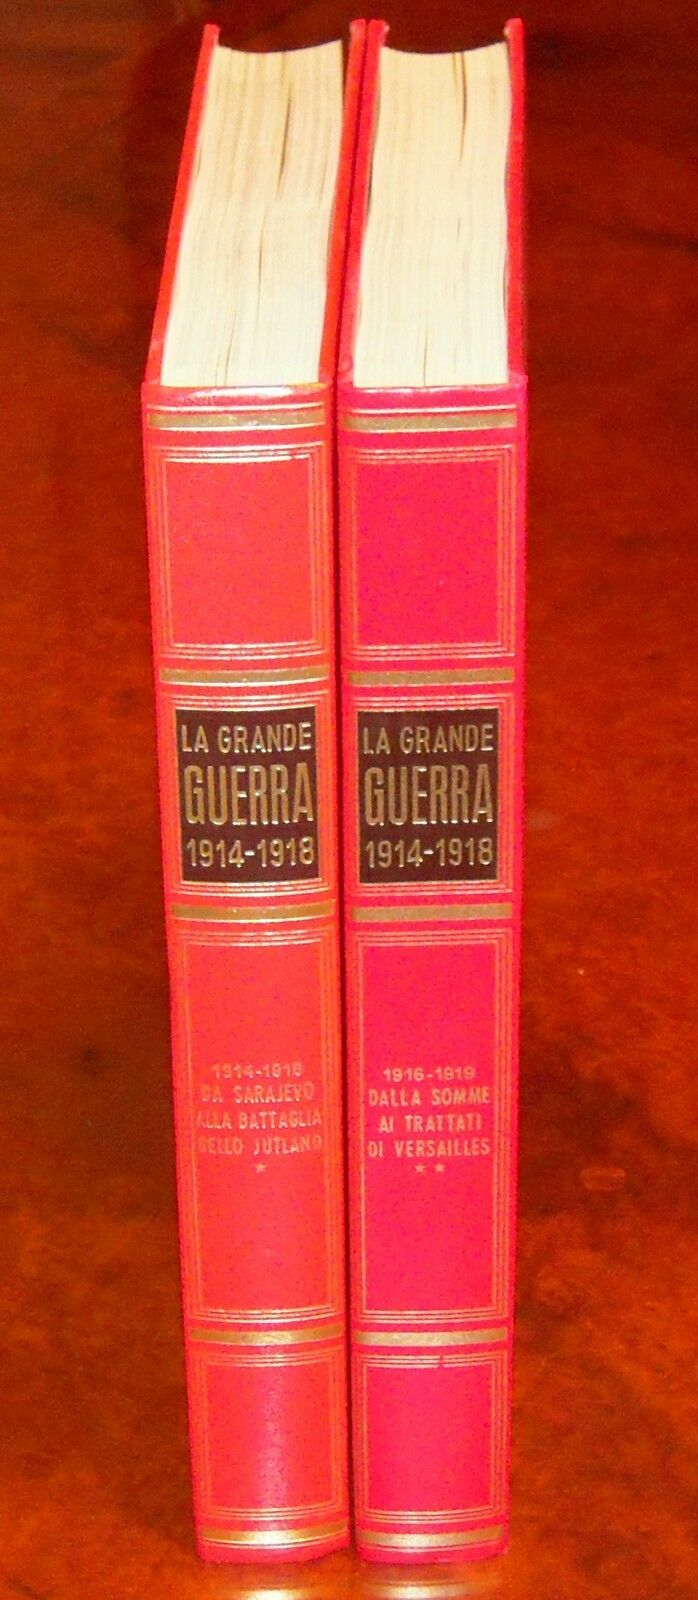 LA GRANDE
GUERRA
1914-1918
1914-1916
DA SARAJEVO
ALLA BATTAGLIA
DELLO JUTLAND
*
LA GRANDE
GUERRA
1914-1918
1916-1919
DALLA SOMME
AI TRATTATI
DI VERSAILLES
* *